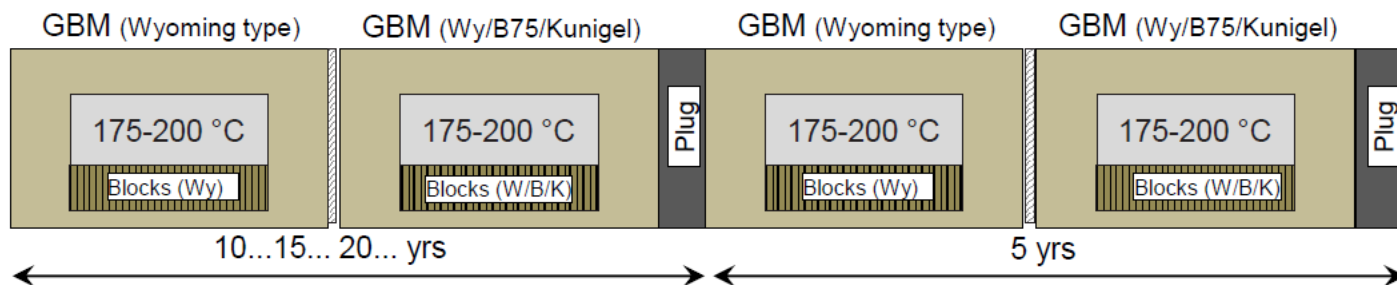 GBM (Wyoming type)
GBM (Wy/B75/Kunigel)
GBM (Wyoming type)
GBM (Wy/B75/Kunigel)
175-200 °C
175-200 °C
Plug
175-200 °C
175-200 °C
Plug
Blocks (Wy)
Blocks (W/B/K)
Blocks (Wy)
Blocks (W/B/K)
10...15... 20... yrs
5 yrs